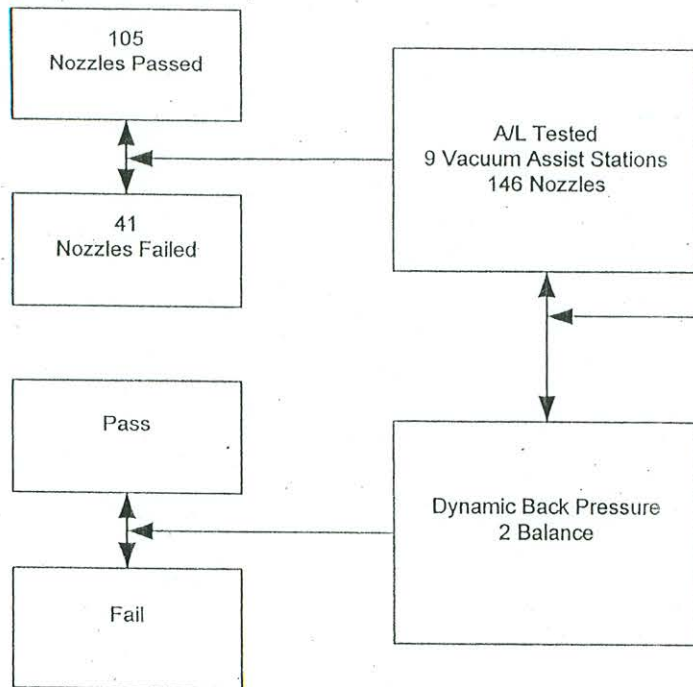 105
Nozzles Passed
A/L Tested
9 Vacuum Assist Stations
146 Nozzles
41
Nozzles Failed
Pass
Dynamic Back Pressure
2 Balance
Fail